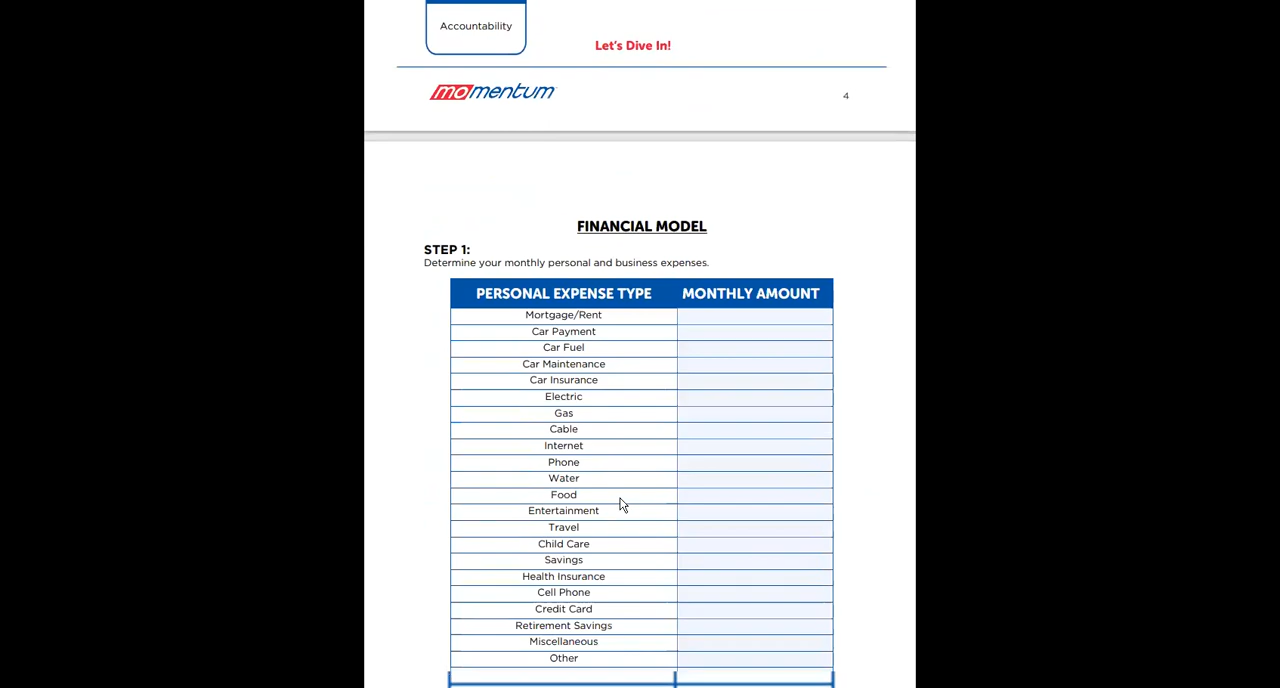 Accountability
Let's Dive In!
momentum
4
FINANCIAL MODEL
STEP 1:
Determine your monthly personal and business expenses.
PERSONAL EXPENSE TYPE MONTHLY AMOUNT
Mortgage/Rent
Car Payment
Car Fuel
Car Maintenance
Car Insurance
Electric
Gas
Cable
Internet
Phone
Water
Food
Entertainment
Travel
Child Care
Savings
Health Insurance
Cell Phone
Credit Card
Retirement Savings
Miscellaneous
Other